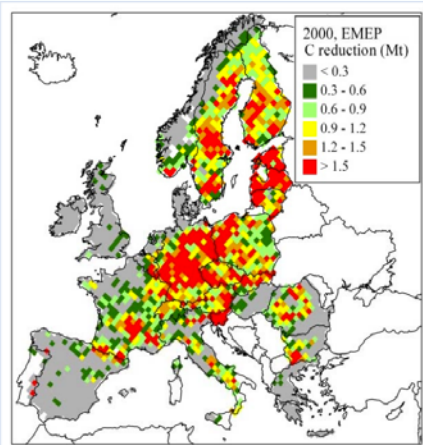 2000, EMEP
C reduction (Mt)
< 0.3
0.3 - 0.6
0.6 - 0.9
0.9 - 1.2
1.2 - 1.5
> 1.5